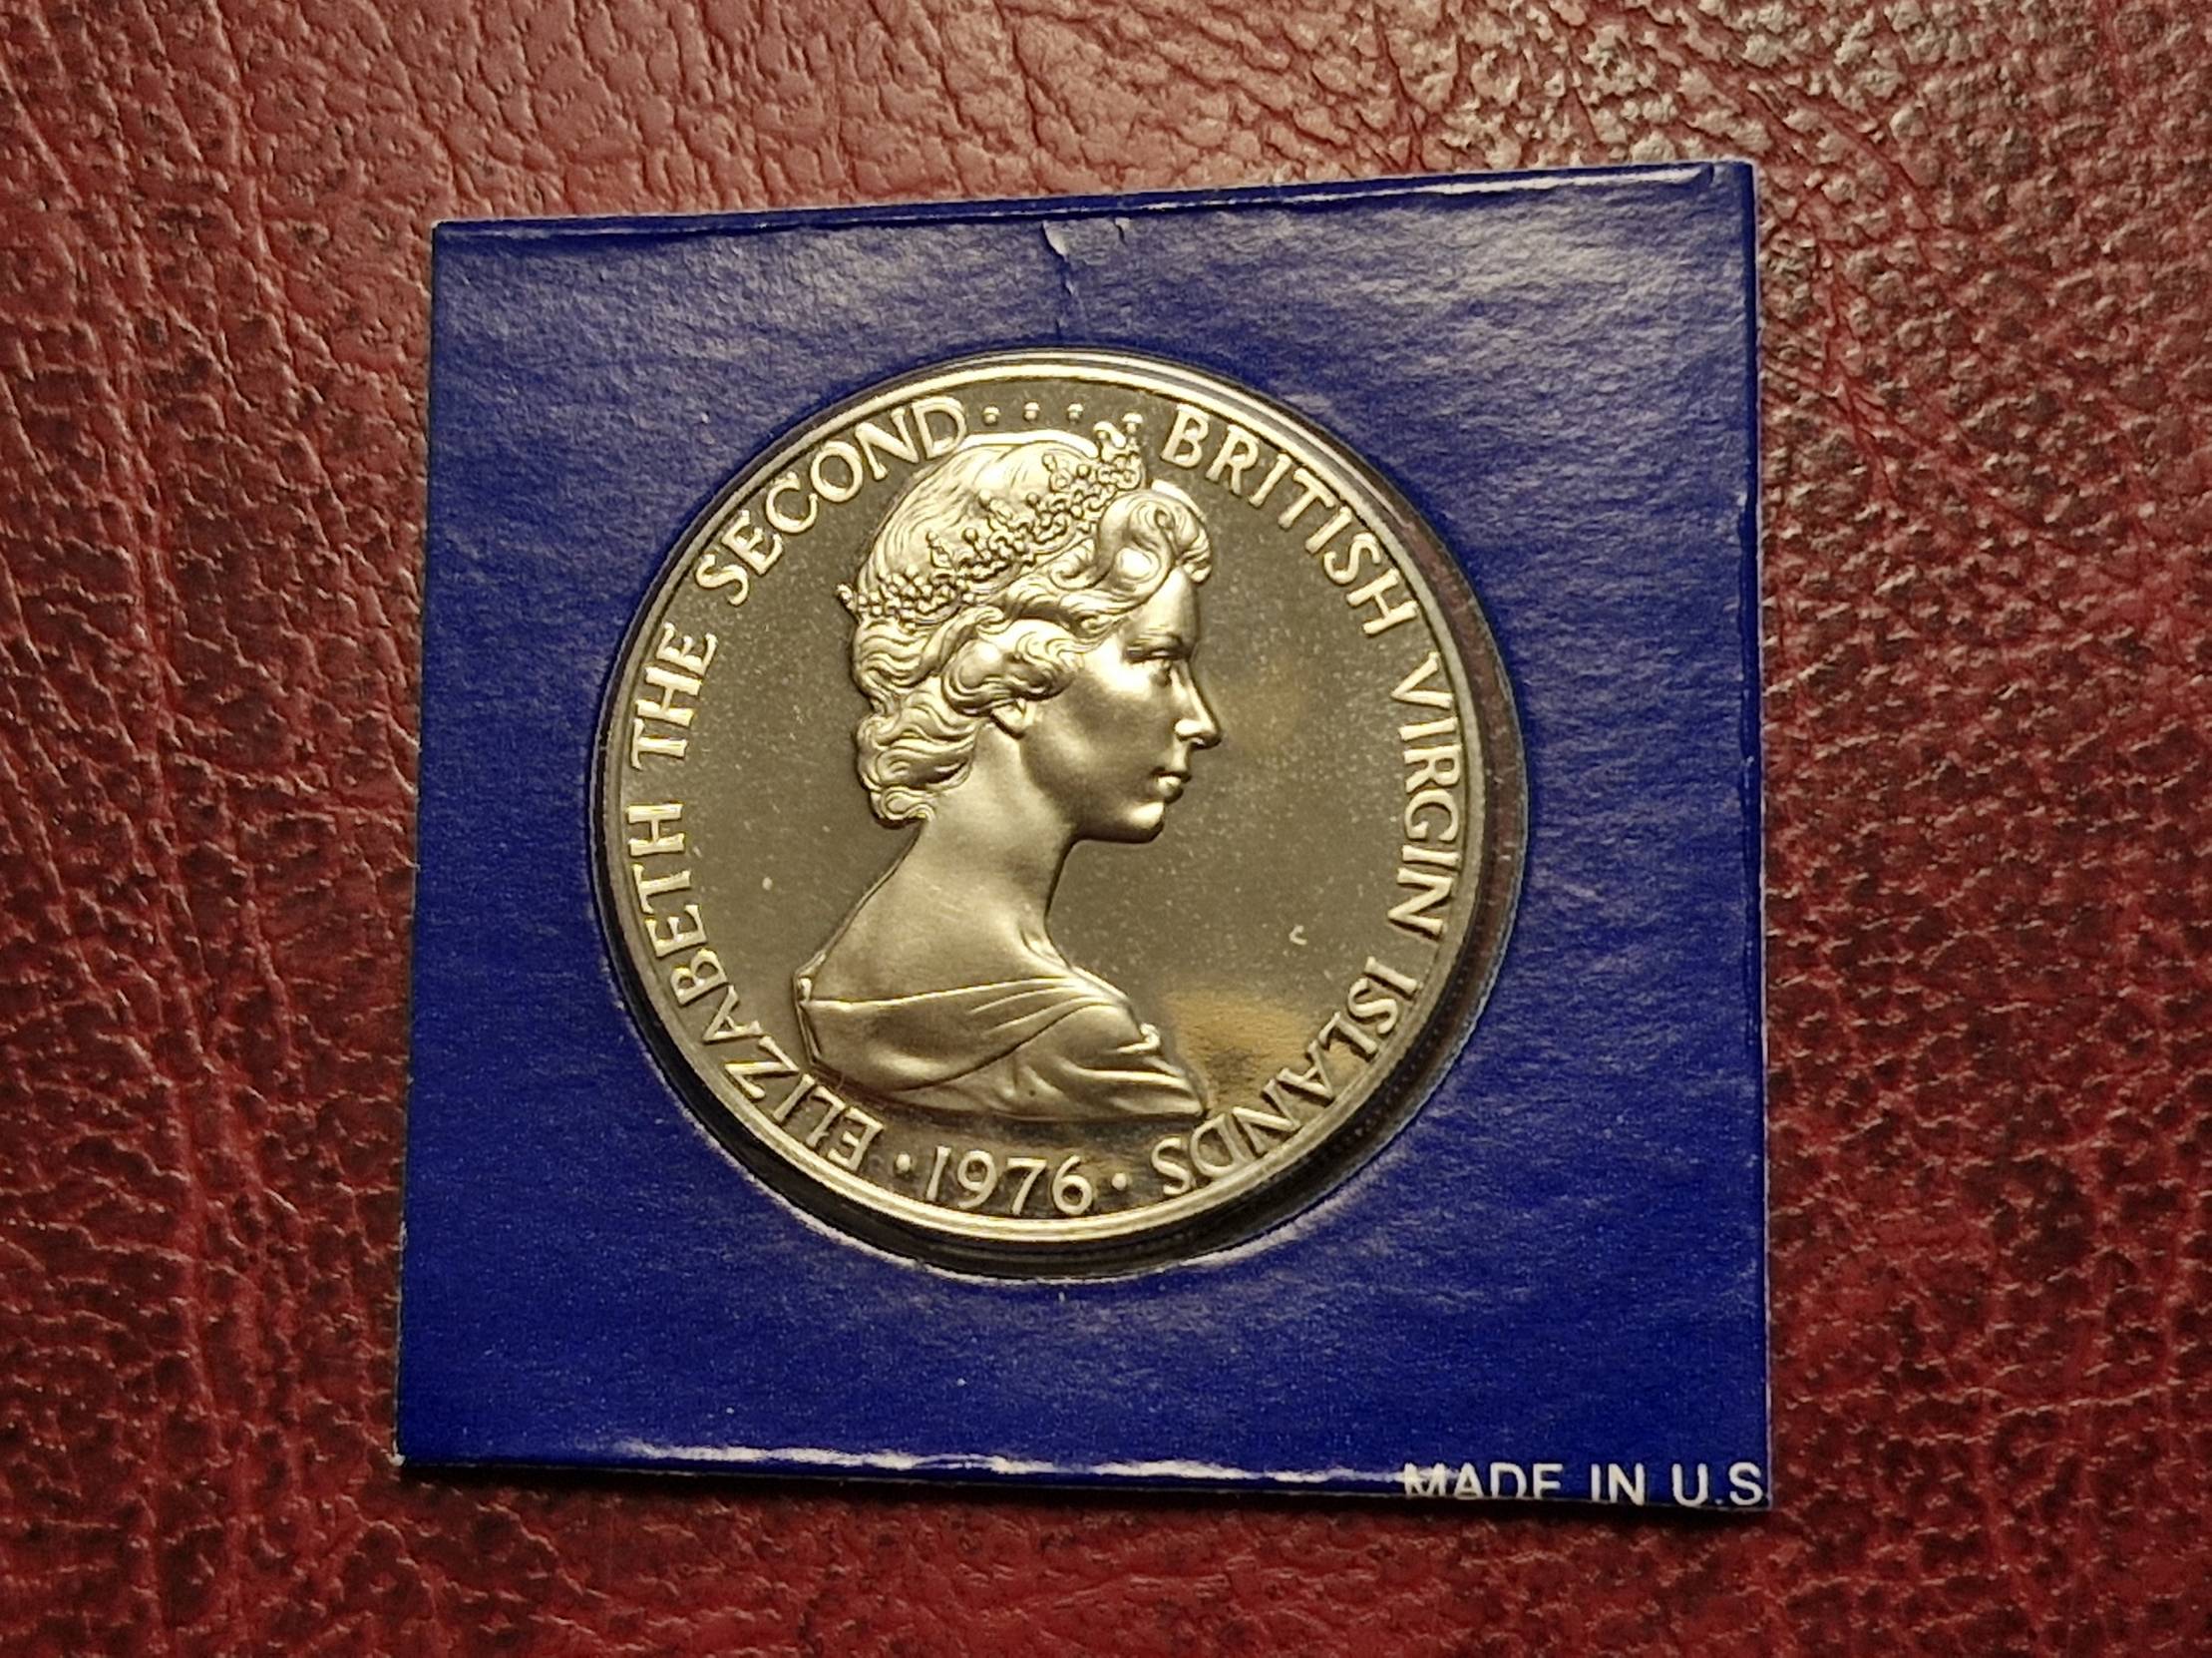 ELIZABETH THE SECOND · · · · BRITISH VIRGIN ISLANDS
· 1976 ·
MADE IN U.S